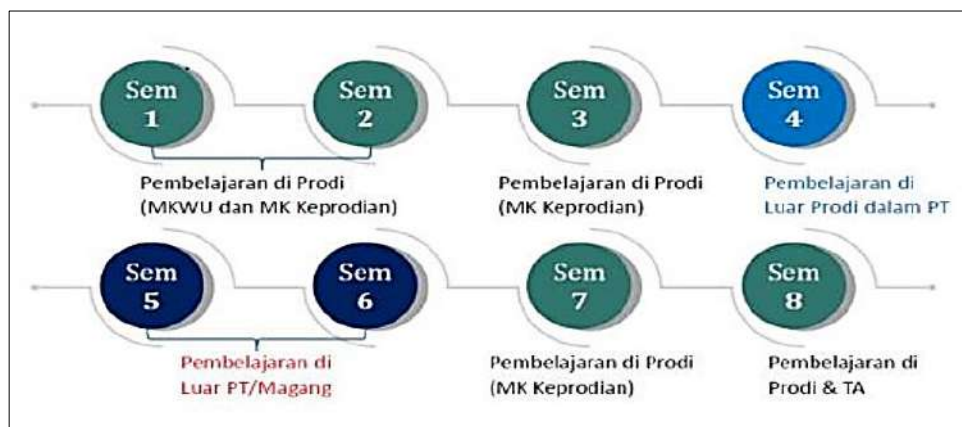 Sem
1
Sem
2
Sem
3
Sem
4
Pembelajaran di Prodi
(MKWU dan MK Keprodian)
Pembelajaran di Prodi
(MK Keprodian)
Pembelajaran di
Luar Prodi dalam PT
Sem
5
Sem
6
Sem
7
Sem
8
Pembelajaran di
Luar PT/Magang
Pembelajaran di Prodi
(MK Keprodian)
Pembelajaran di
Prodi & TA